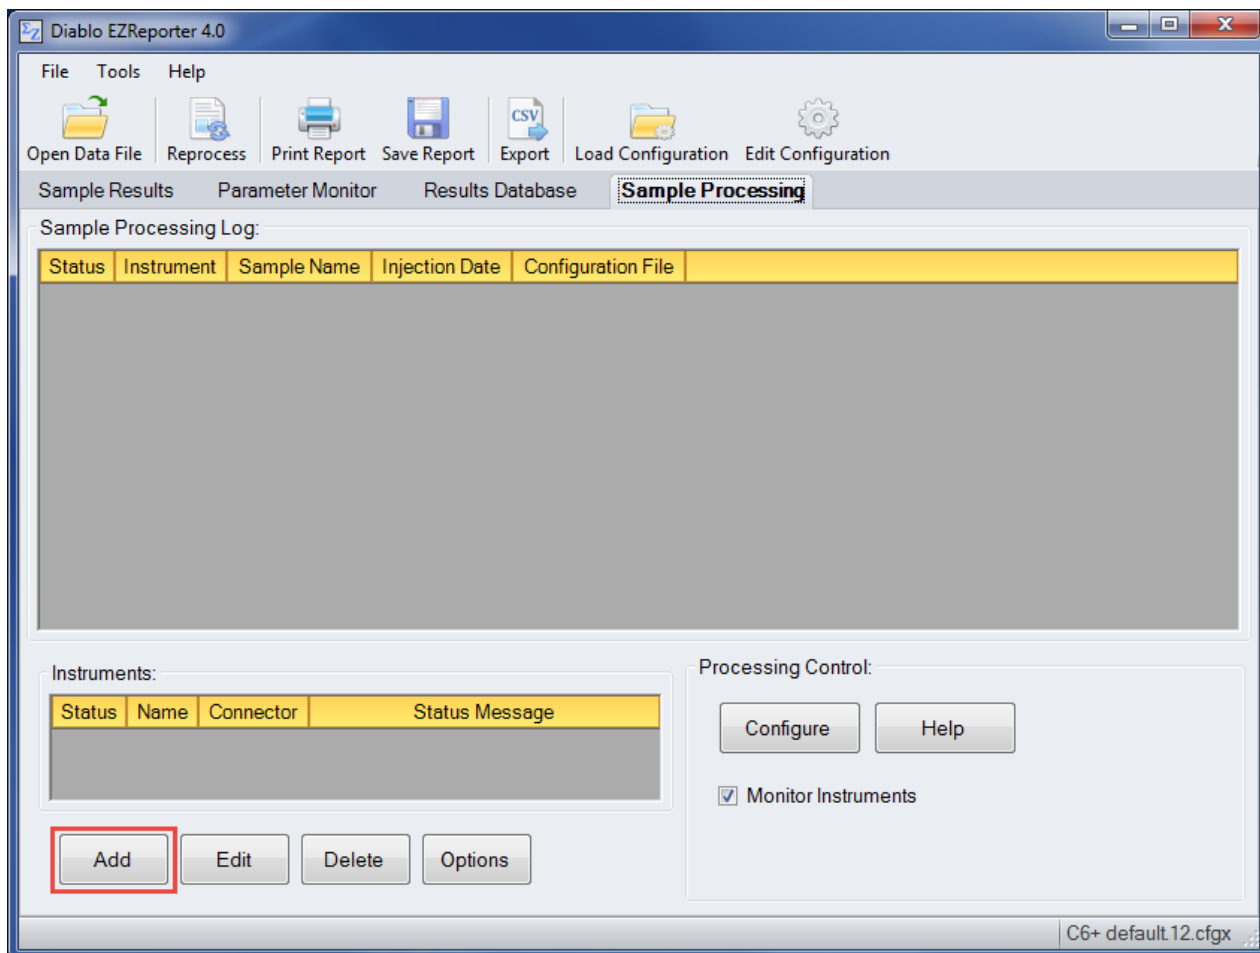 Diablo EZReporter 4.0
File Tools Help
CSV
Open Data File Reprocess Print Report Save Report Export Load Configuration Edit Configuration
Sample Results Parameter Monitor Results Database Sample Processing
Sample Processing Log:
Status Instrument Sample Name Injection Date Configuration File
Instruments:
Status Name Connector Status Message
Add Edit Delete Options
Processing Control:
Configure Help
Monitor Instruments
C6+ default.12.cfgx